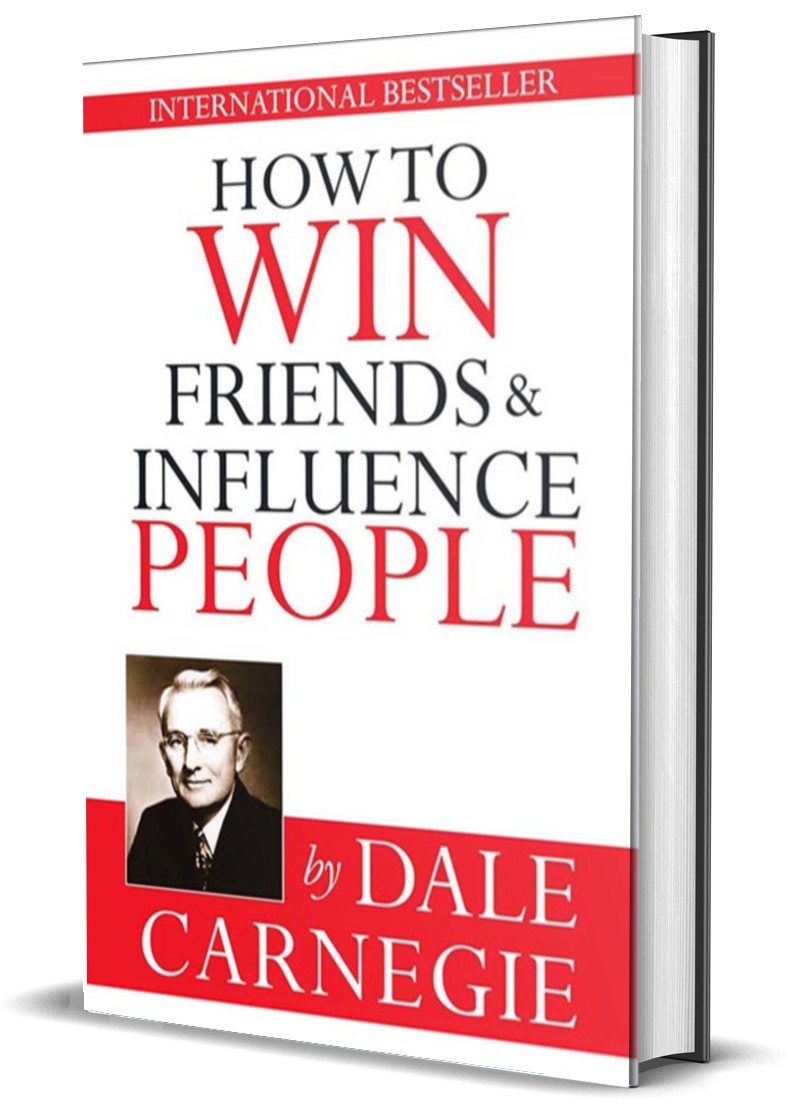 INTERNATIONAL BESTSELLER
HOW TO
WIN
FRIENDS &
INFLUENCE
PEOPLE
by DALE
CARNEGIE